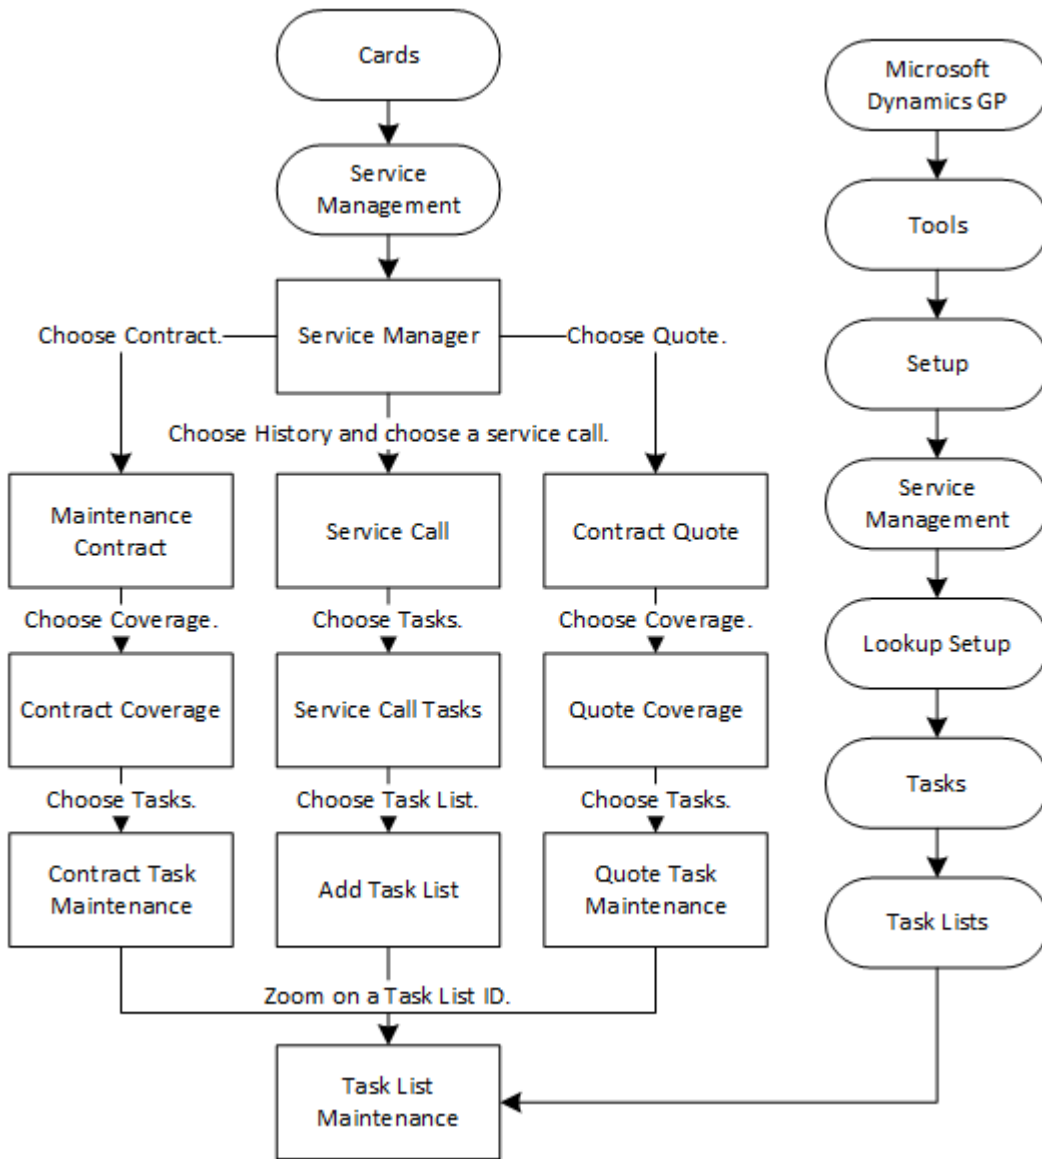 Cards
Service
Management
Service Manager
Choose Contract.
Choose Quote.
Choose History and choose a service call.
Maintenance
Contract
Service Call
Contract Quote
Choose Coverage.
Choose Tasks.
Choose Coverage.
Contract Coverage
Service Call Tasks
Quote Coverage
Choose Tasks.
Choose Task List.
Choose Tasks.
Contract Task
Maintenance
Add Task List
Quote Task
Maintenance
Zoom on a Task List ID.
Task List
Maintenance
Microsoft
Dynamics GP
Tools
Setup
Service
Management
Lookup Setup
Tasks
Task Lists